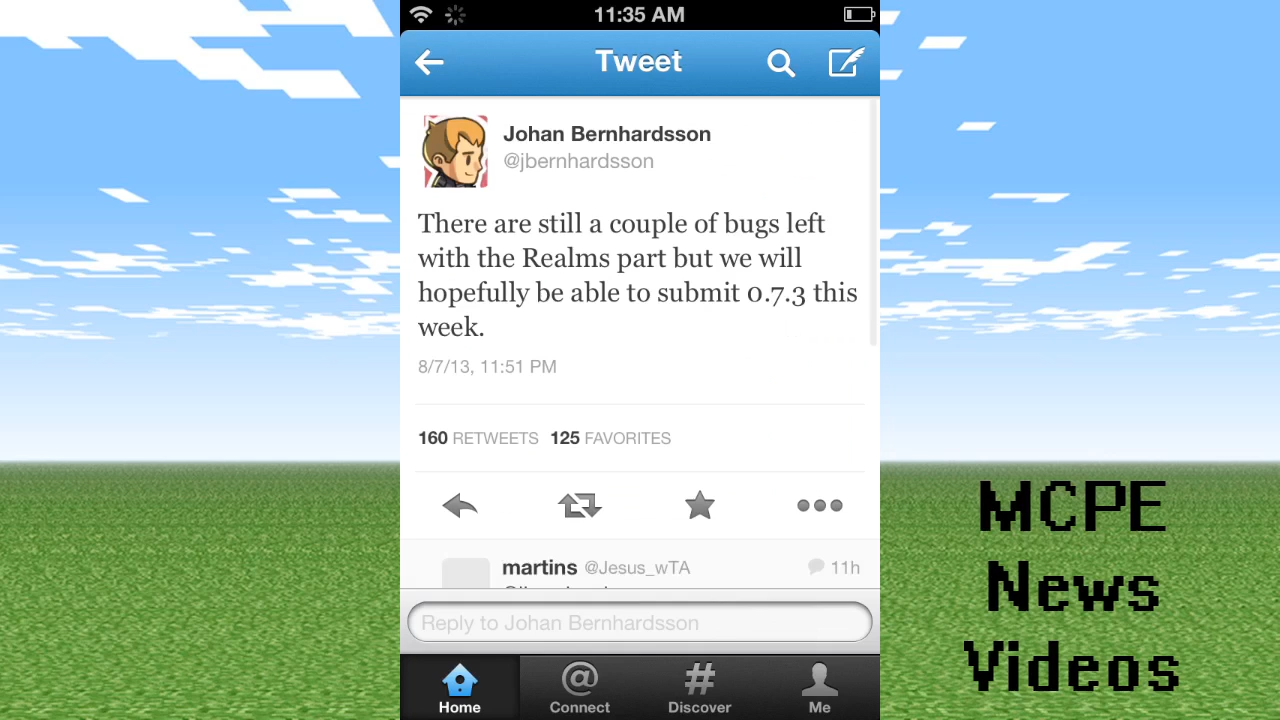 11:35 AM
Tweet
Johan Bernhardsson
@jbernhardsson
There are still a couple of bugs left
with the Realms part but we will
hopefully be able to submit 0.7.3 this
week.
8/7/13, 11:51 PM
160 RETWEETS 125 FAVORITES
martins @Jesus_wTA 11h
Reply to Johan Bernhardsson
Home Connect Discover Me
MCPE
News
Videos